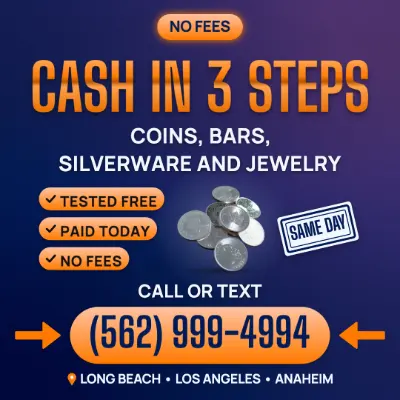 NO FEES
CASH IN 3 STEPS
COINS, BARS,
SILVERWARE AND JEWELRY
TESTED FREE
PAID TODAY
NO FEES
SAME DAY
CALL OR TEXT
(562) 999-4994
LONG BEACH • LOS ANGELES • ANAHEIM